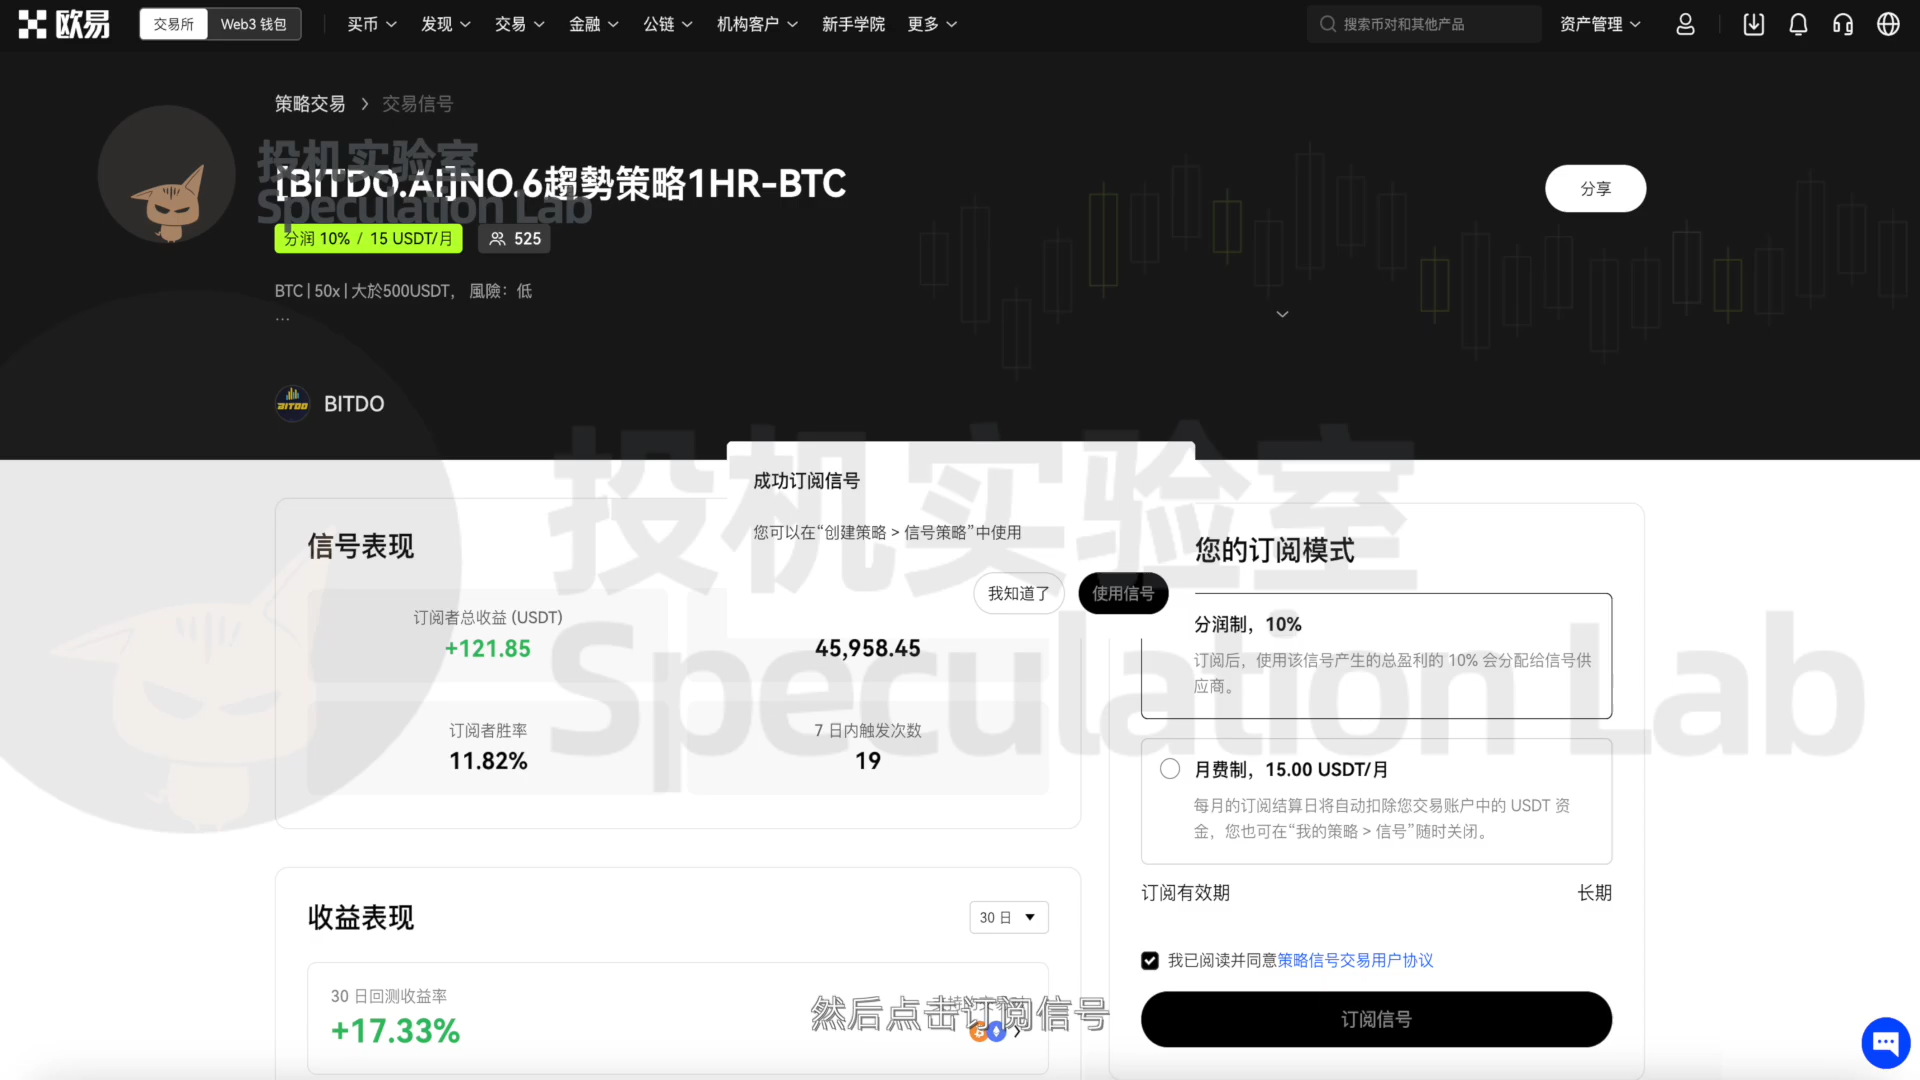 欧易 交易所 Web3 钱包 买币 发现 交易 金融 公链 机构客户 新手学院 更多 搜索币对和其他产品 资产管理
策略交易 > 交易信号
投机实验室
Speculation Lab
[BITDO.AI]NO.6趨勢策略1HR-BTC
分享
分润 10% / 15 USDT/月 525
BTC | 50x | 大於500USDT， 風險：低
...
BITDO
BITDO
投机实验室
Speculation Lab
成功订阅信号
您可以在“创建策略 > 信号策略”中使用
我知道了 使用信号
信号表现
订阅者总收益 (USDT)
+121.85
45,958.45
订阅者胜率
11.82%
7 日内触发次数
19
您的订阅模式
分润制，10%
订阅后，使用该信号产生的总盈利的 10% 会分配给信号供
应商。
月费制，15.00 USDT/月
每月的订阅结算日将自动扣除您交易账户中的 USDT 资
金，您也可在“我的策略 > 信号”随时关闭。
订阅有效期 长期
我已阅读并同意策略信号交易用户协议
订阅信号
收益表现
30 日
30 日回测收益率
+17.33%
然后点击订阅信号